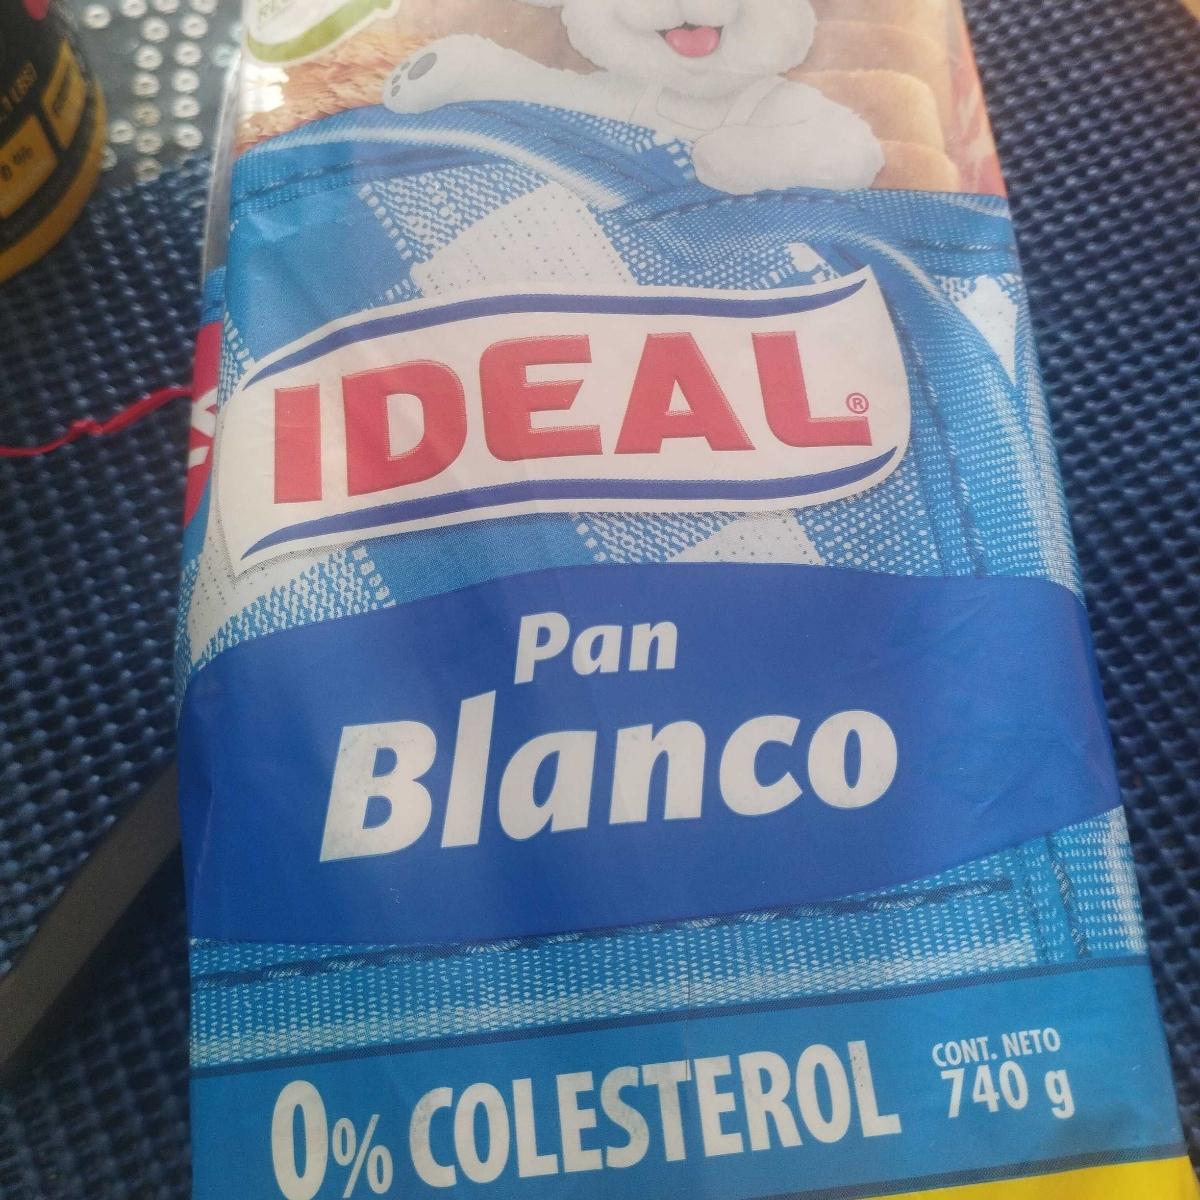 IDEAL®
Pan
Blanco
0% COLESTEROL
CONT. NETO
740 g